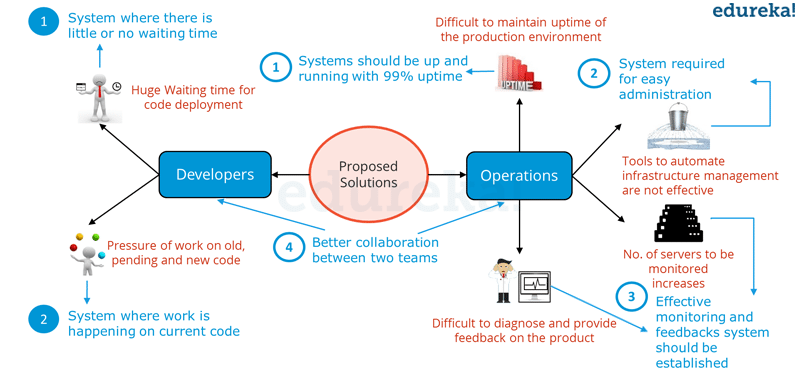 edureka!
1
System where there is
little or no waiting time
Huge Waiting time for
code deployment
Difficult to maintain uptime of
the production environment
1
Systems should be up and
running with 99% uptime
UPTIME
2
System required
for easy
administration
Tools to automate
infrastructure management
are not effective
Developers
Proposed
Solutions
Operations
edureka!
4
Better collaboration
between two teams
Pressure of work on old,
pending and new code
2
System where work is
happening on current code
No. of servers to be
monitored
increases
Difficult to diagnose and provide
feedback on the product
3
Effective
monitoring and
feedbacks system
should be
established